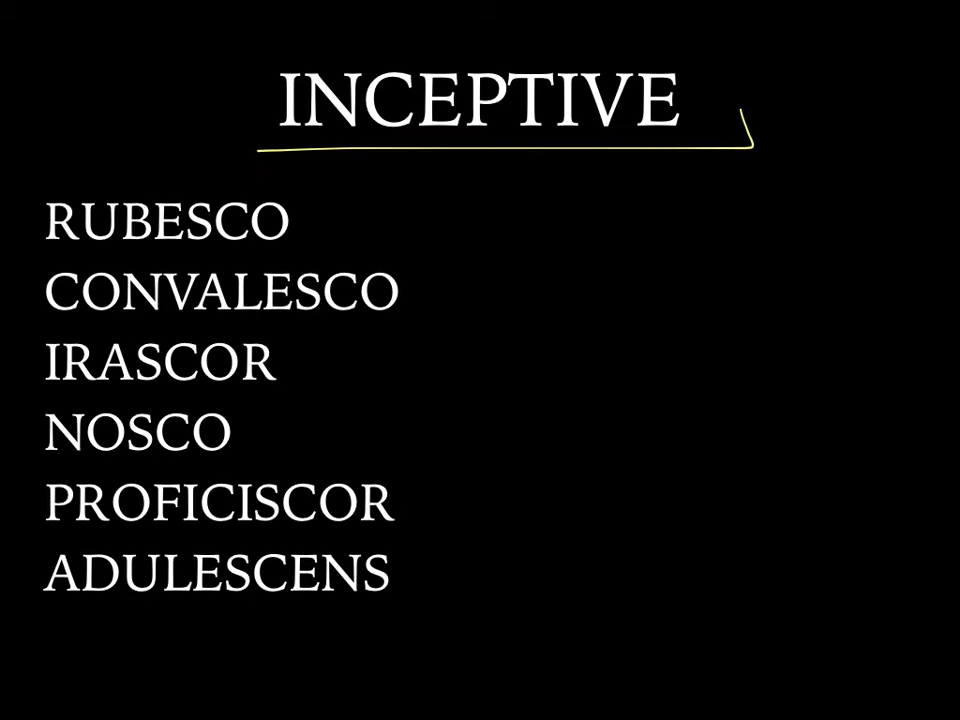 INCEPTIVE
RUBESCO
CONVALESCO
IRASCOR
NOSCO
PROFICISCOR
ADULESCENS